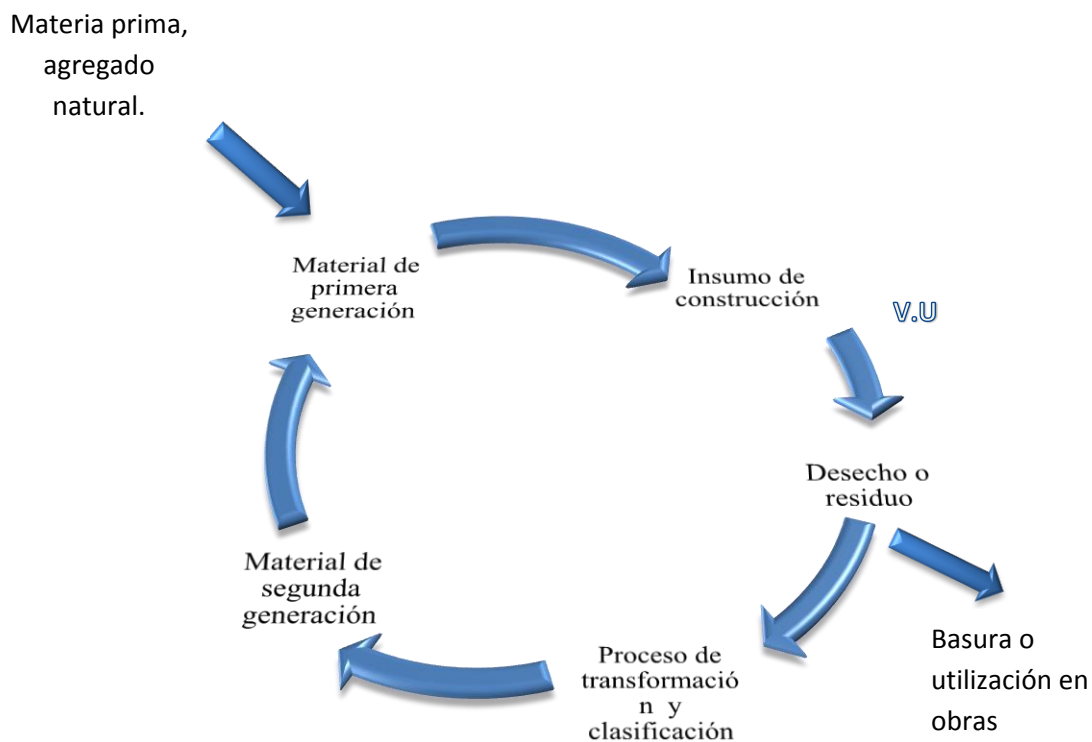 Materia prima,
agregado
natural.
Material de
primera
generación
Insumo de
construcción
V.U
Desecho o
residuo
Basura o
utilización en
obras
Proceso de
transformació
n y
clasificación
Material de
segunda
generación